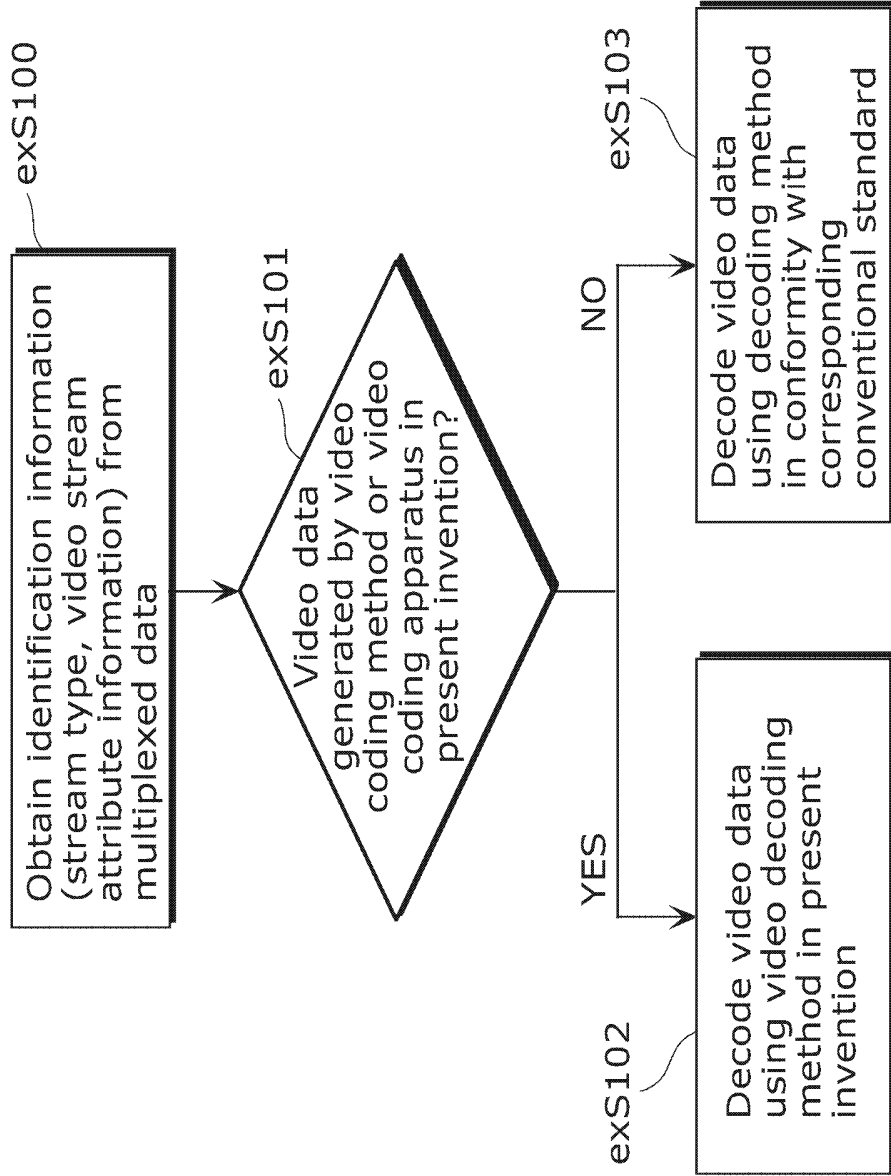 exS100
Obtain identification information
(stream type, video stream
attribute information) from
multiplexed data
exS101
Video data
generated by video
coding method or video
coding apparatus in
present invention?
YES
NO
exS102
Decode video data
using video decoding
method in present
invention
exS103
Decode video data
using decoding method
in conformity with
corresponding
conventional standard